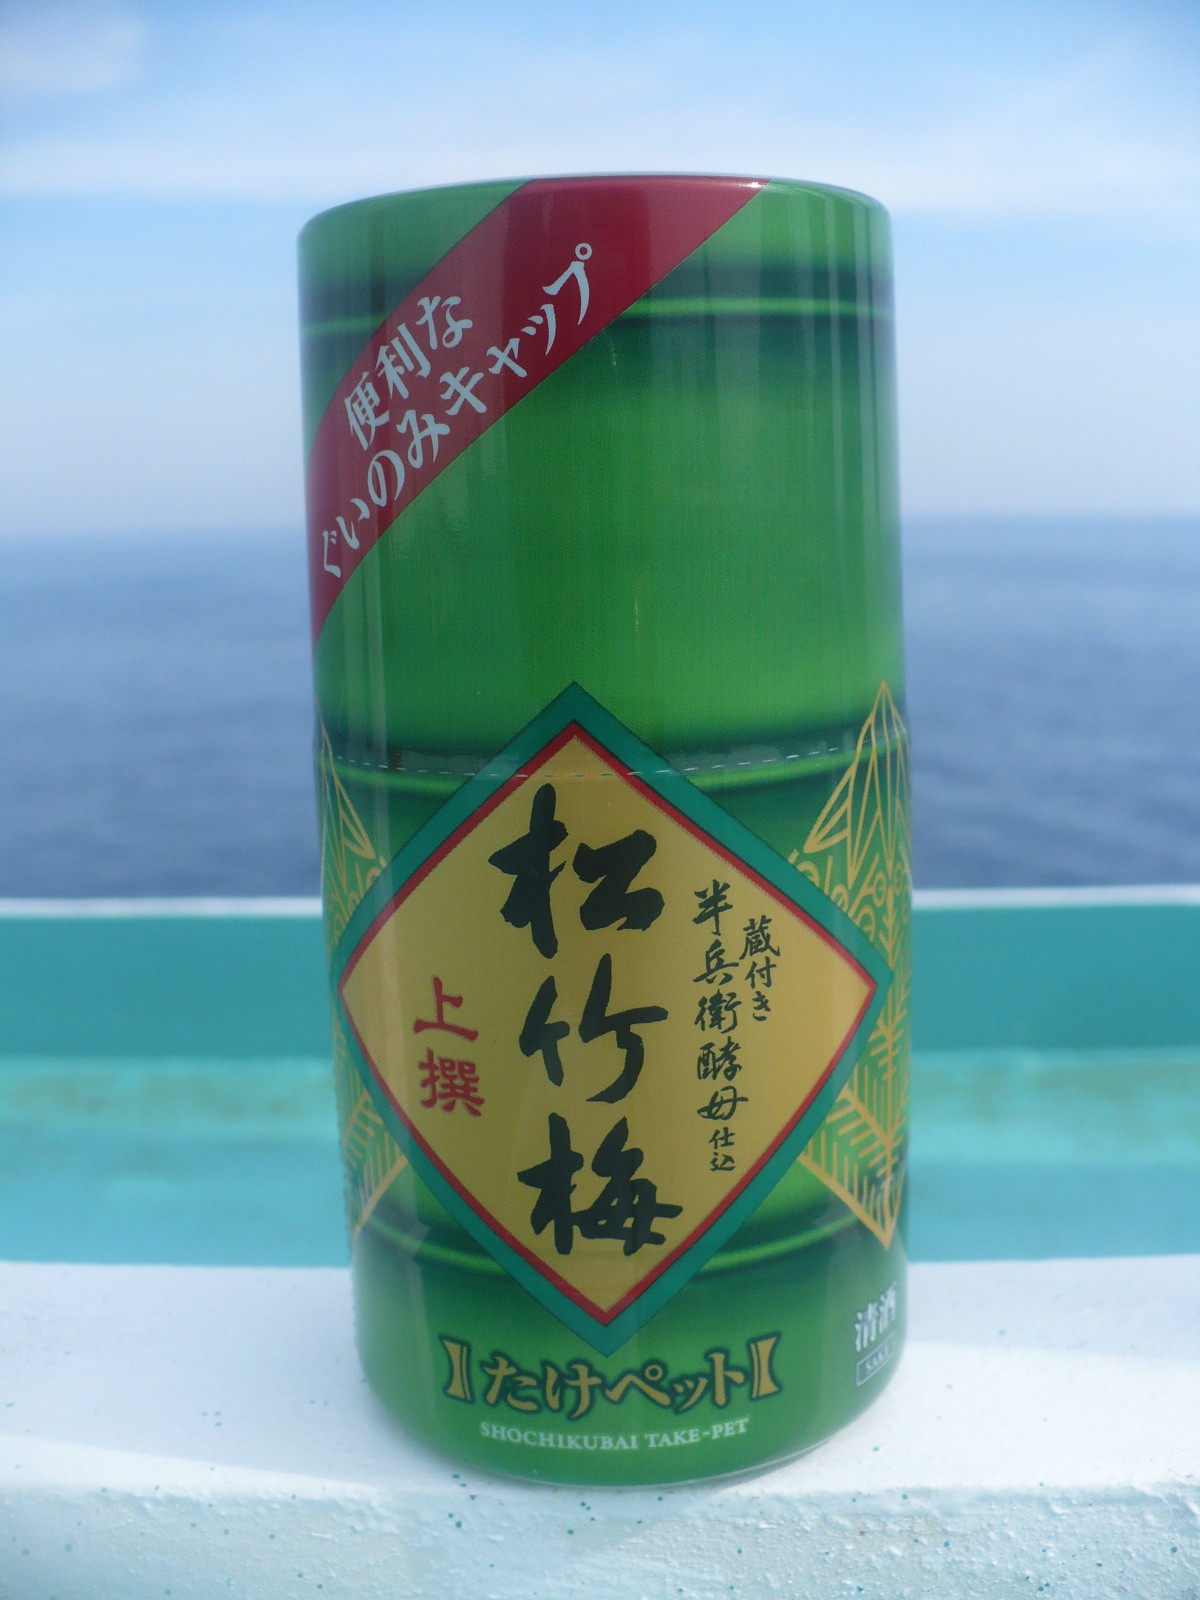 便利な
ぐいのみキャップ
蔵付き
半兵衛酵母仕込
松竹梅
上撰
たけペット
SHOCHIKUBAI TAKE-PET
清酒
SAKE